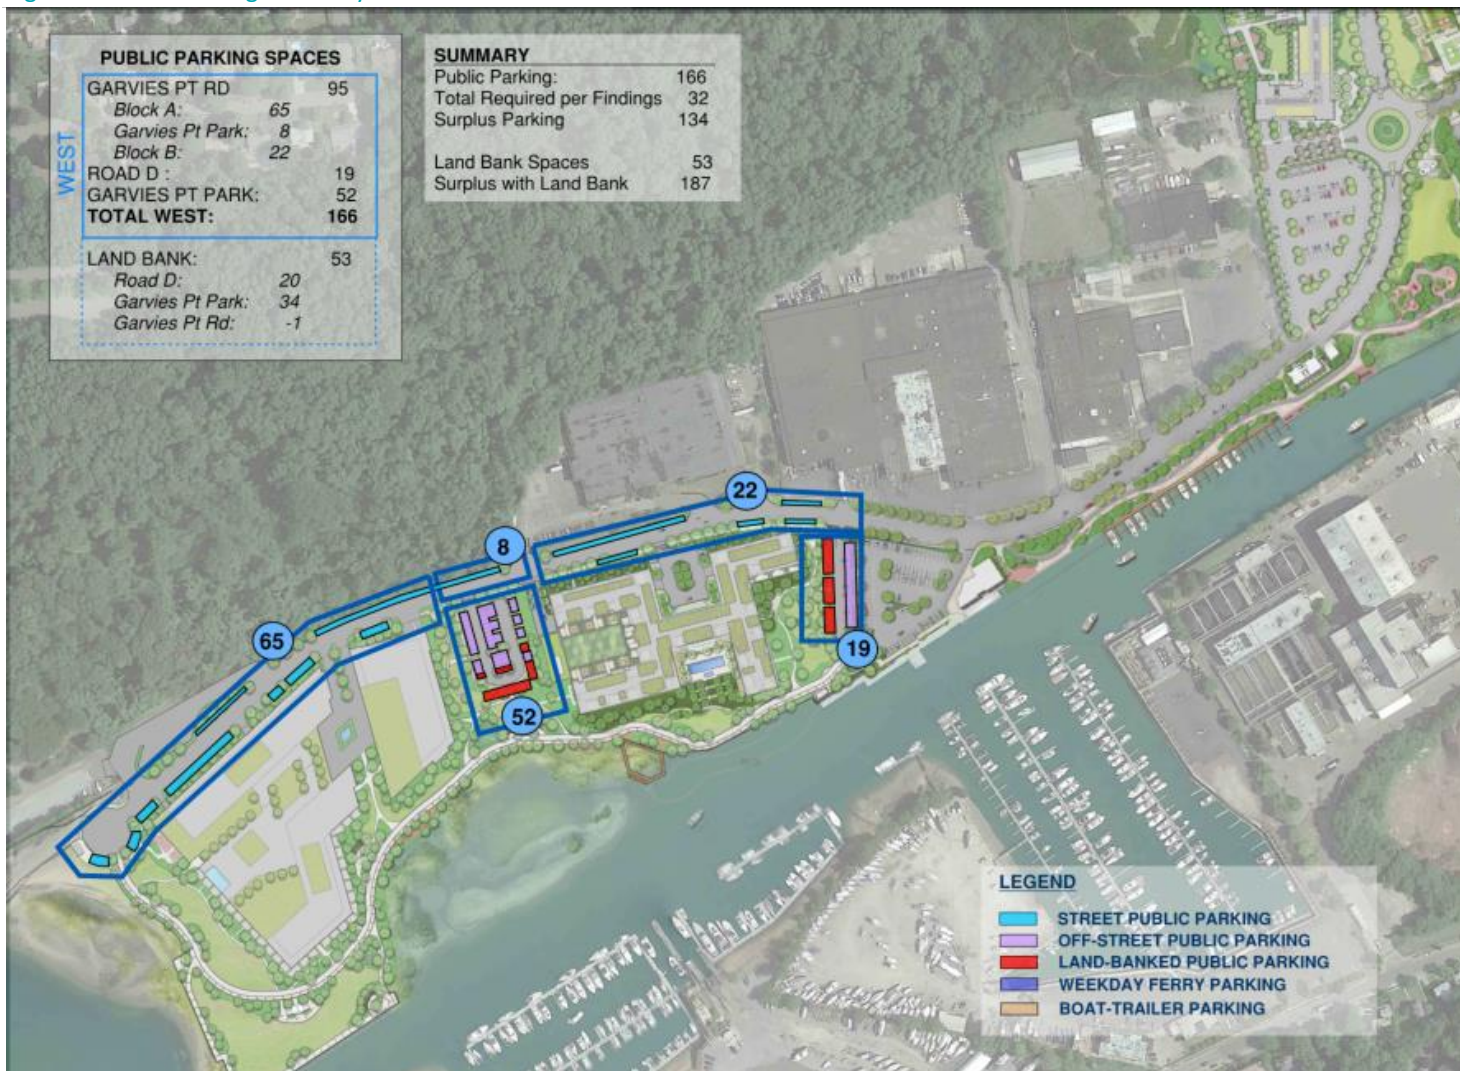 PUBLIC PARKING SPACES
WEST
GARVIES PT RD 95
Block A: 65
Garvies Pt Park: 8
Block B: 22
ROAD D : 19
GARVIES PT PARK: 52
TOTAL WEST: 166
LAND BANK: 53
Road D: 20
Garvies Pt Park: 34
Garvies Pt Rd: -1
SUMMARY
Public Parking: 166
Total Required per Findings 32
Surplus Parking 134
Land Bank Spaces 53
Surplus with Land Bank 187
22
8
65
19
52
LEGEND
STREET PUBLIC PARKING
OFF-STREET PUBLIC PARKING
LAND-BANKED PUBLIC PARKING
WEEKDAY FERRY PARKING
BOAT-TRAILER PARKING